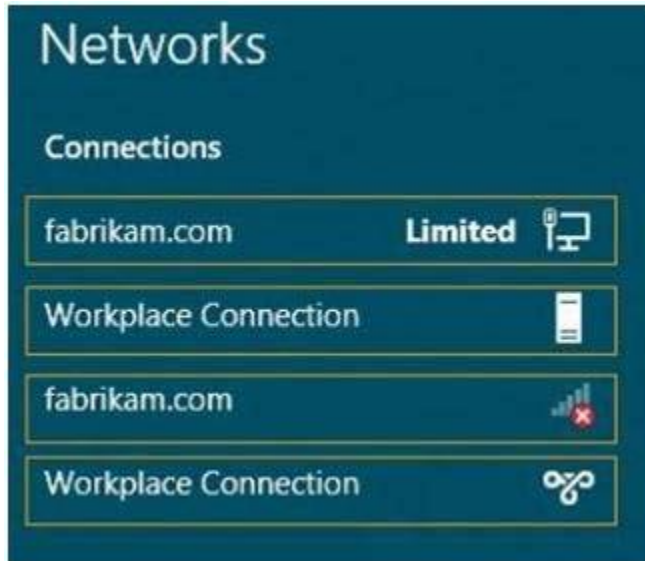 Networks
Connections
fabrikam.com Limited
Workplace Connection
fabrikam.com
Workplace Connection